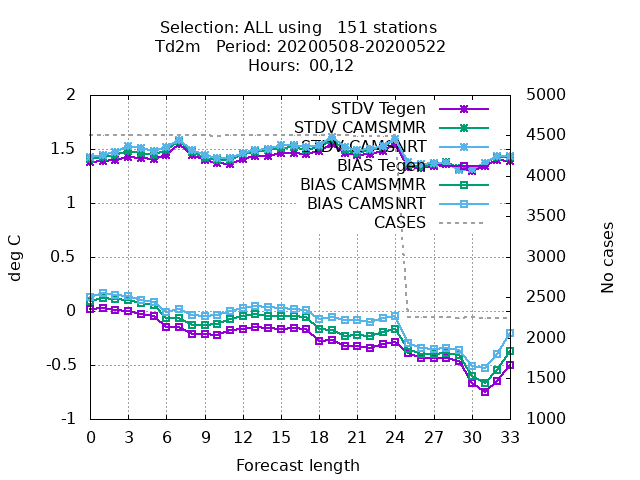 Selection: ALL using   151 stations
Td2m   Period: 20200508-20200522
Hours:  00,12
2
1.5
1
0.5
0
-0.5
-1
5000
4500
4000
3500
3000
2500
2000
1500
1000
0 3 6 9 12 15 18 21 24 27 30 33
deg C
No cases
Forecast length
STDV Tegen
STDV CAMSMMR
STDV CAMSNRT
BIAS Tegen
BIAS CAMSMMR
BIAS CAMSNRT
CASES